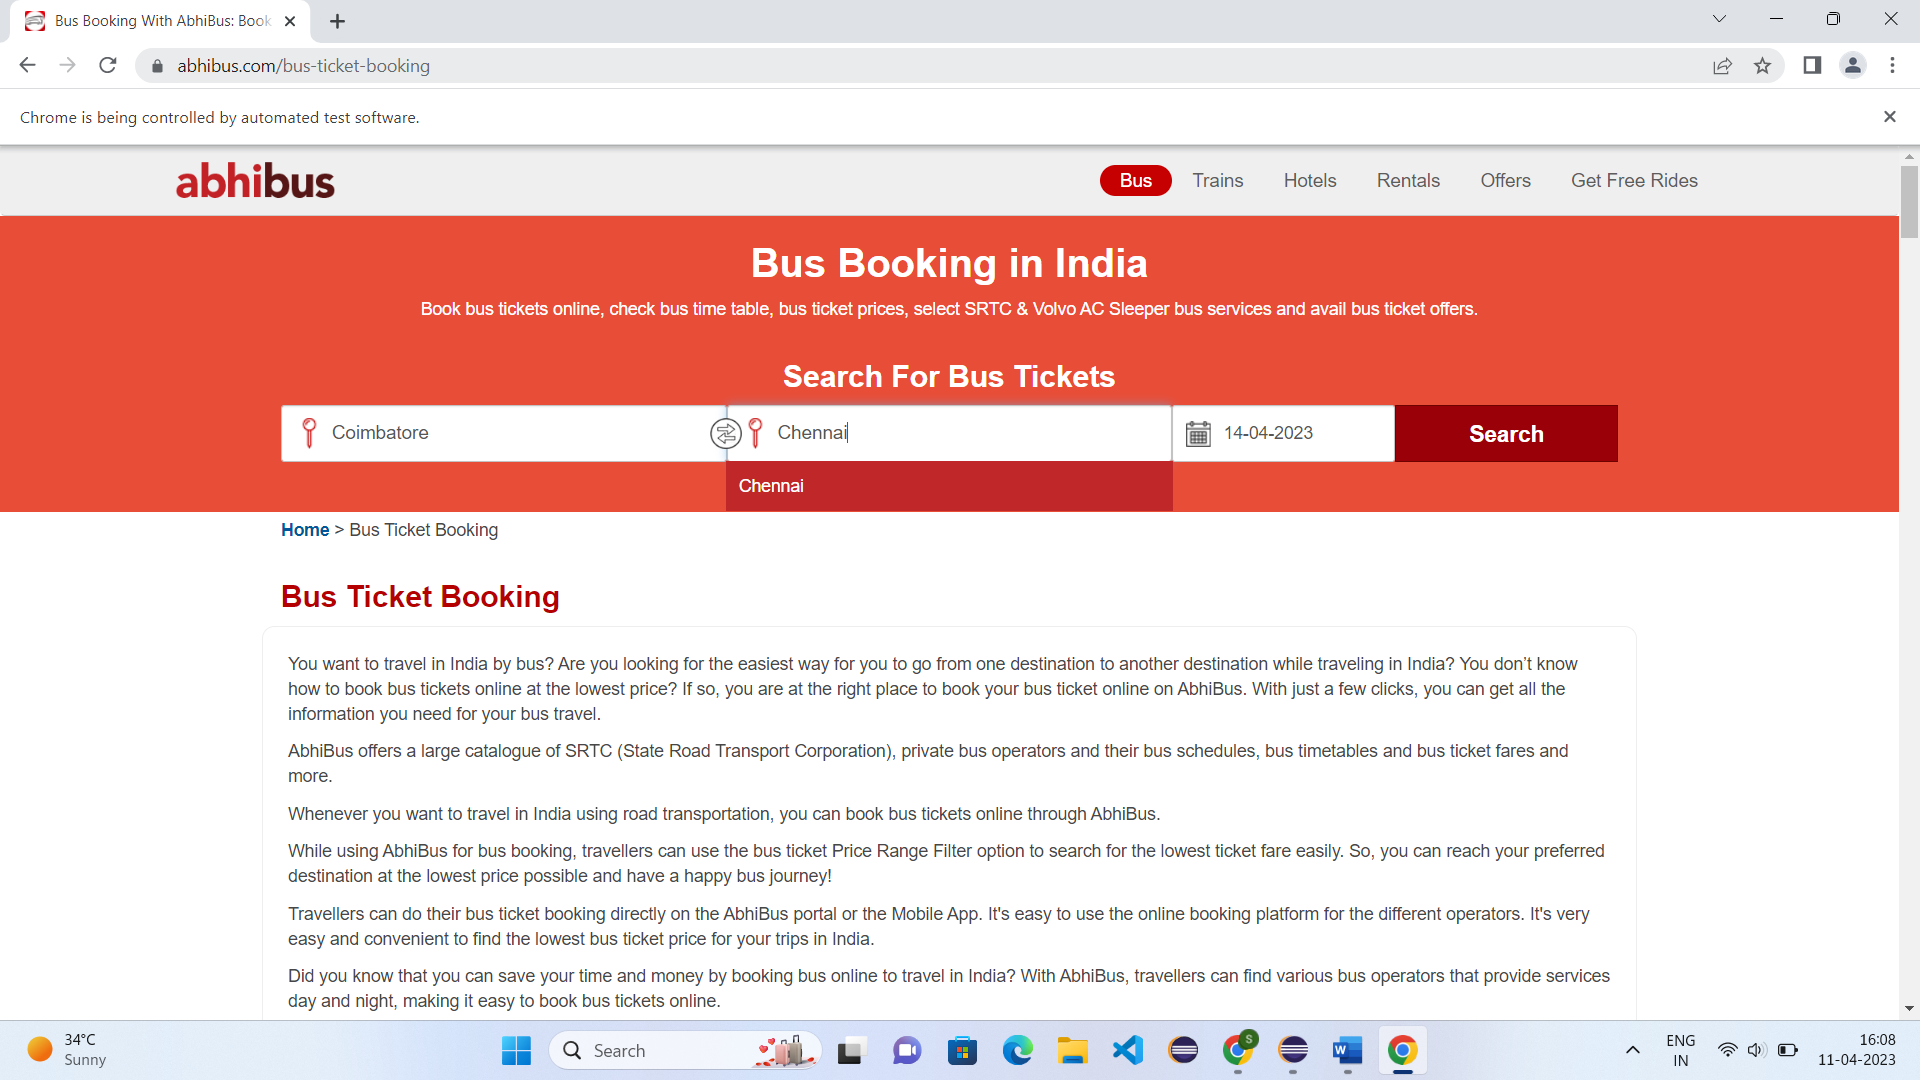 Bus Booking With AbhiBus: Book
abhibus.com/bus-ticket-booking
Chrome is being controlled by automated test software.
abhibus
Bus Trains Hotels Rentals Offers Get Free Rides
Bus Booking in India
Book bus tickets online, check bus time table, bus ticket prices, select SRTC & Volvo AC Sleeper bus services and avail bus ticket offers.
Search For Bus Tickets
Coimbatore Chennai 14-04-2023 Search
Chennai
Home > Bus Ticket Booking
Bus Ticket Booking
You want to travel in India by bus? Are you looking for the easiest way for you to go from one destination to another destination while traveling in India? You don’t know
how to book bus tickets online at the lowest price? If so, you are at the right place to book your bus ticket online on AbhiBus. With just a few clicks, you can get all the
information you need for your bus travel.
AbhiBus offers a large catalogue of SRTC (State Road Transport Corporation), private bus operators and their bus schedules, bus timetables and bus ticket fares and
more.
Whenever you want to travel in India using road transportation, you can book bus tickets online through AbhiBus.
While using AbhiBus for bus booking, travellers can use the bus ticket Price Range Filter option to search for the lowest ticket fare easily. So, you can reach your preferred
destination at the lowest price possible and have a happy bus journey!
Travellers can do their bus ticket booking directly on the AbhiBus portal or the Mobile App. It's easy to use the online booking platform for the different operators. It's very
easy and convenient to find the lowest bus ticket price for your trips in India.
Did you know that you can save your time and money by booking bus online to travel in India? With AbhiBus, travellers can find various bus operators that provide services
day and night, making it easy to book bus tickets online.
34°C
Sunny
Search
S
W
ENG
IN
16:08
11-04-2023